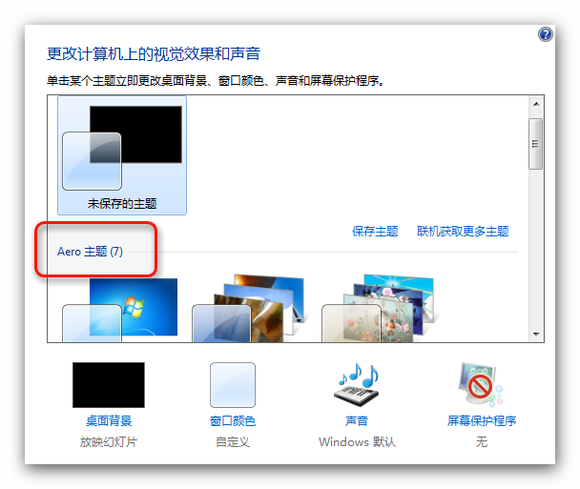 更改计算机上的视觉效果和声音
单击某个主题立即更改桌面背景、窗口颜色、声音和屏幕保护程序。
未保存的主题
保存主题 联机获取更多主题
Aero 主题 (7)
桌面背景 窗口颜色 声音 屏幕保护程序
放映幻灯片 自定义 Windows 默认 无